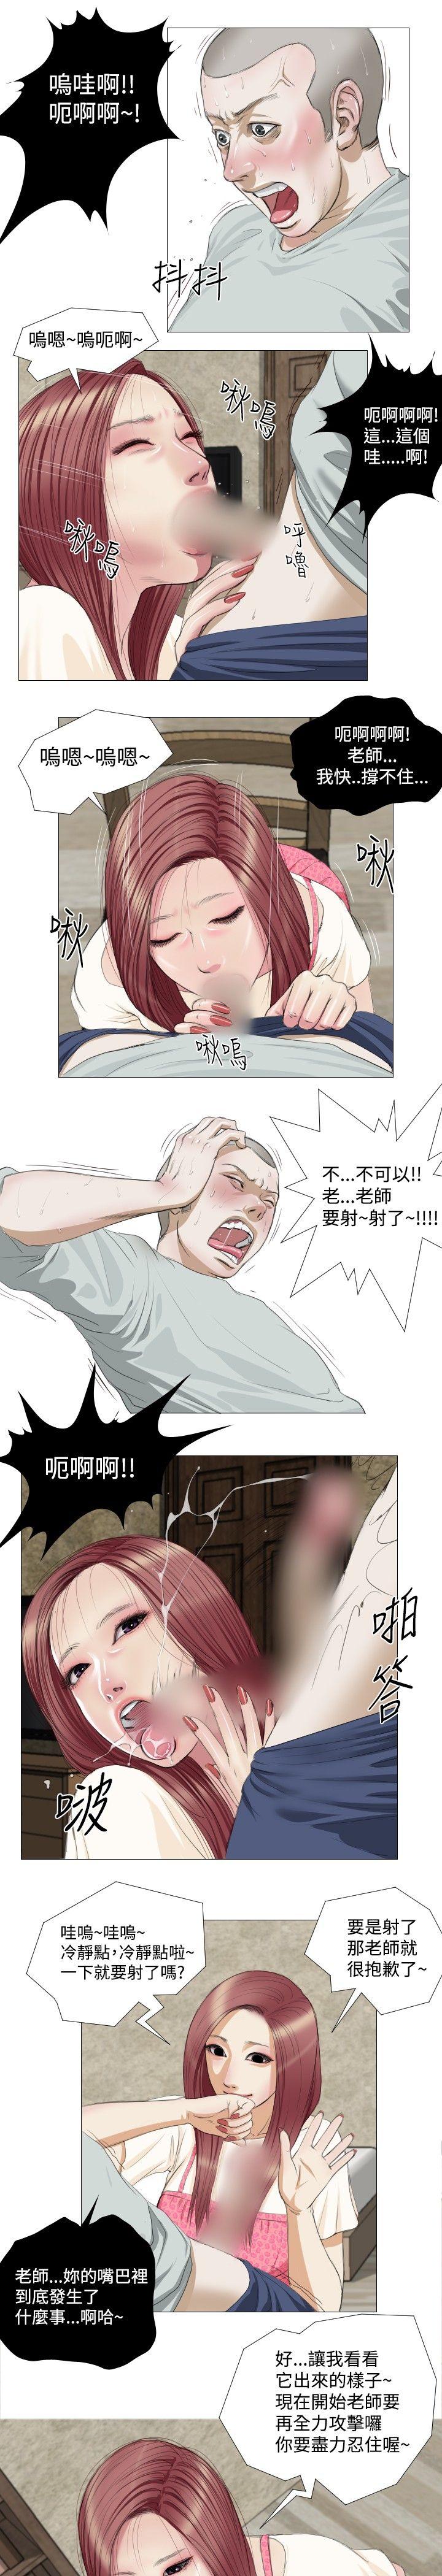 嗚哇啊!!
呃啊啊~!
抖抖
嗚嗯~嗚呃啊~
啾嗚
呃啊啊啊!
這...這個
哇.....啊!
啾嗚
呼嚕
呃啊啊啊!
老師...
我快..撐不住...
嗚嗯~嗚嗯~
啾
啾
啾嗚
不...不可以!!
老...老師
要射~射了~!!!!
呃啊啊!!
啪答
啵
哇嗚~哇嗚~
冷靜點,冷靜點啦~
一下就要射了嗎?
要是射了
那老師就
很抱歉了~
老師...妳的嘴巴裡
到底發生了
什麼事...啊哈~
好...讓我看看
它出來的樣子~
現在開始老師要
再全力攻擊囉
你要盡力忍住喔~